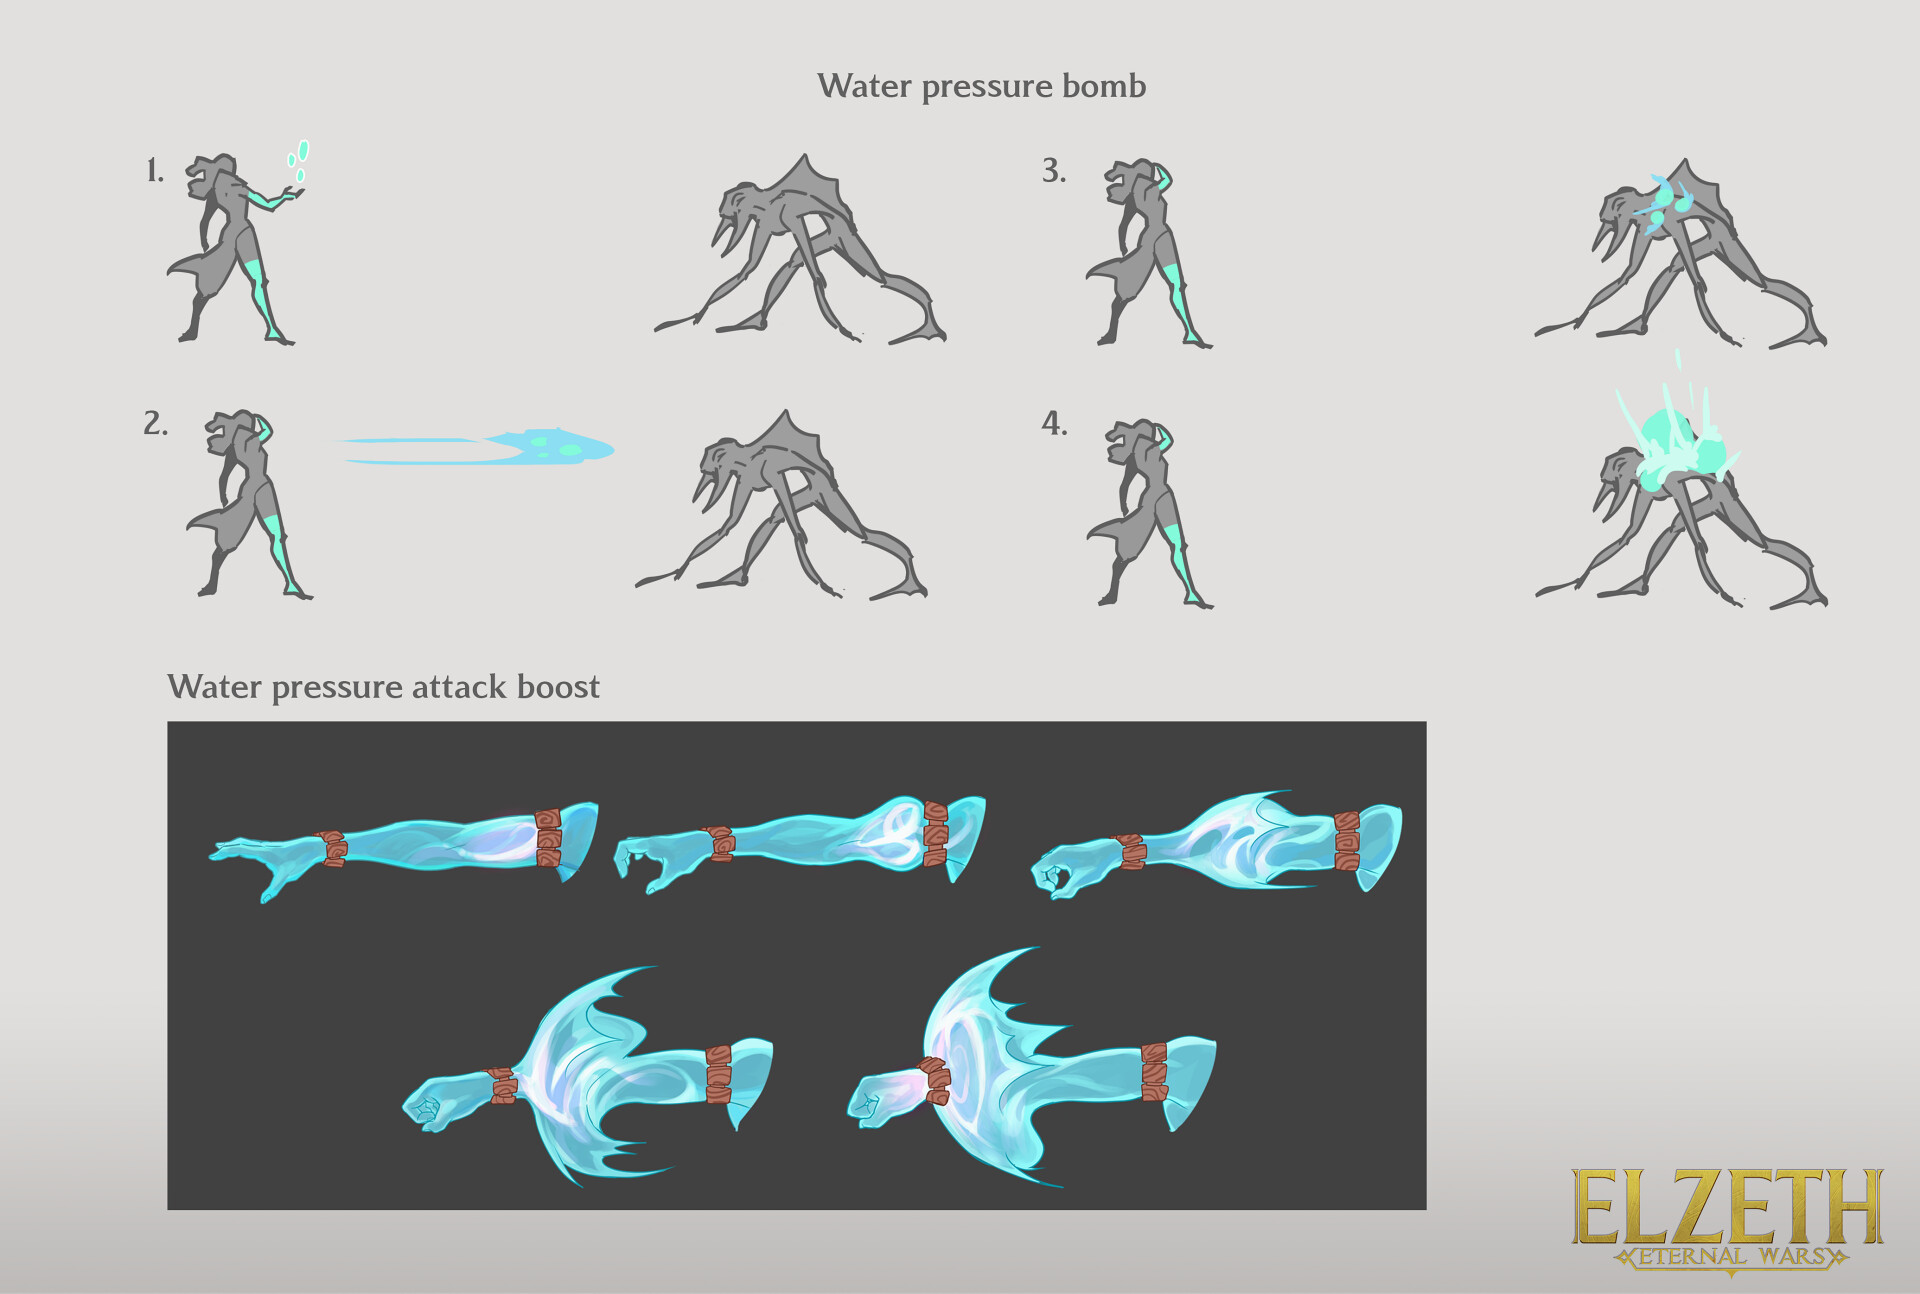 Water pressure bomb
1.
3.
2.
4.
Water pressure attack boost
ELZETH
ETERNAL WARS